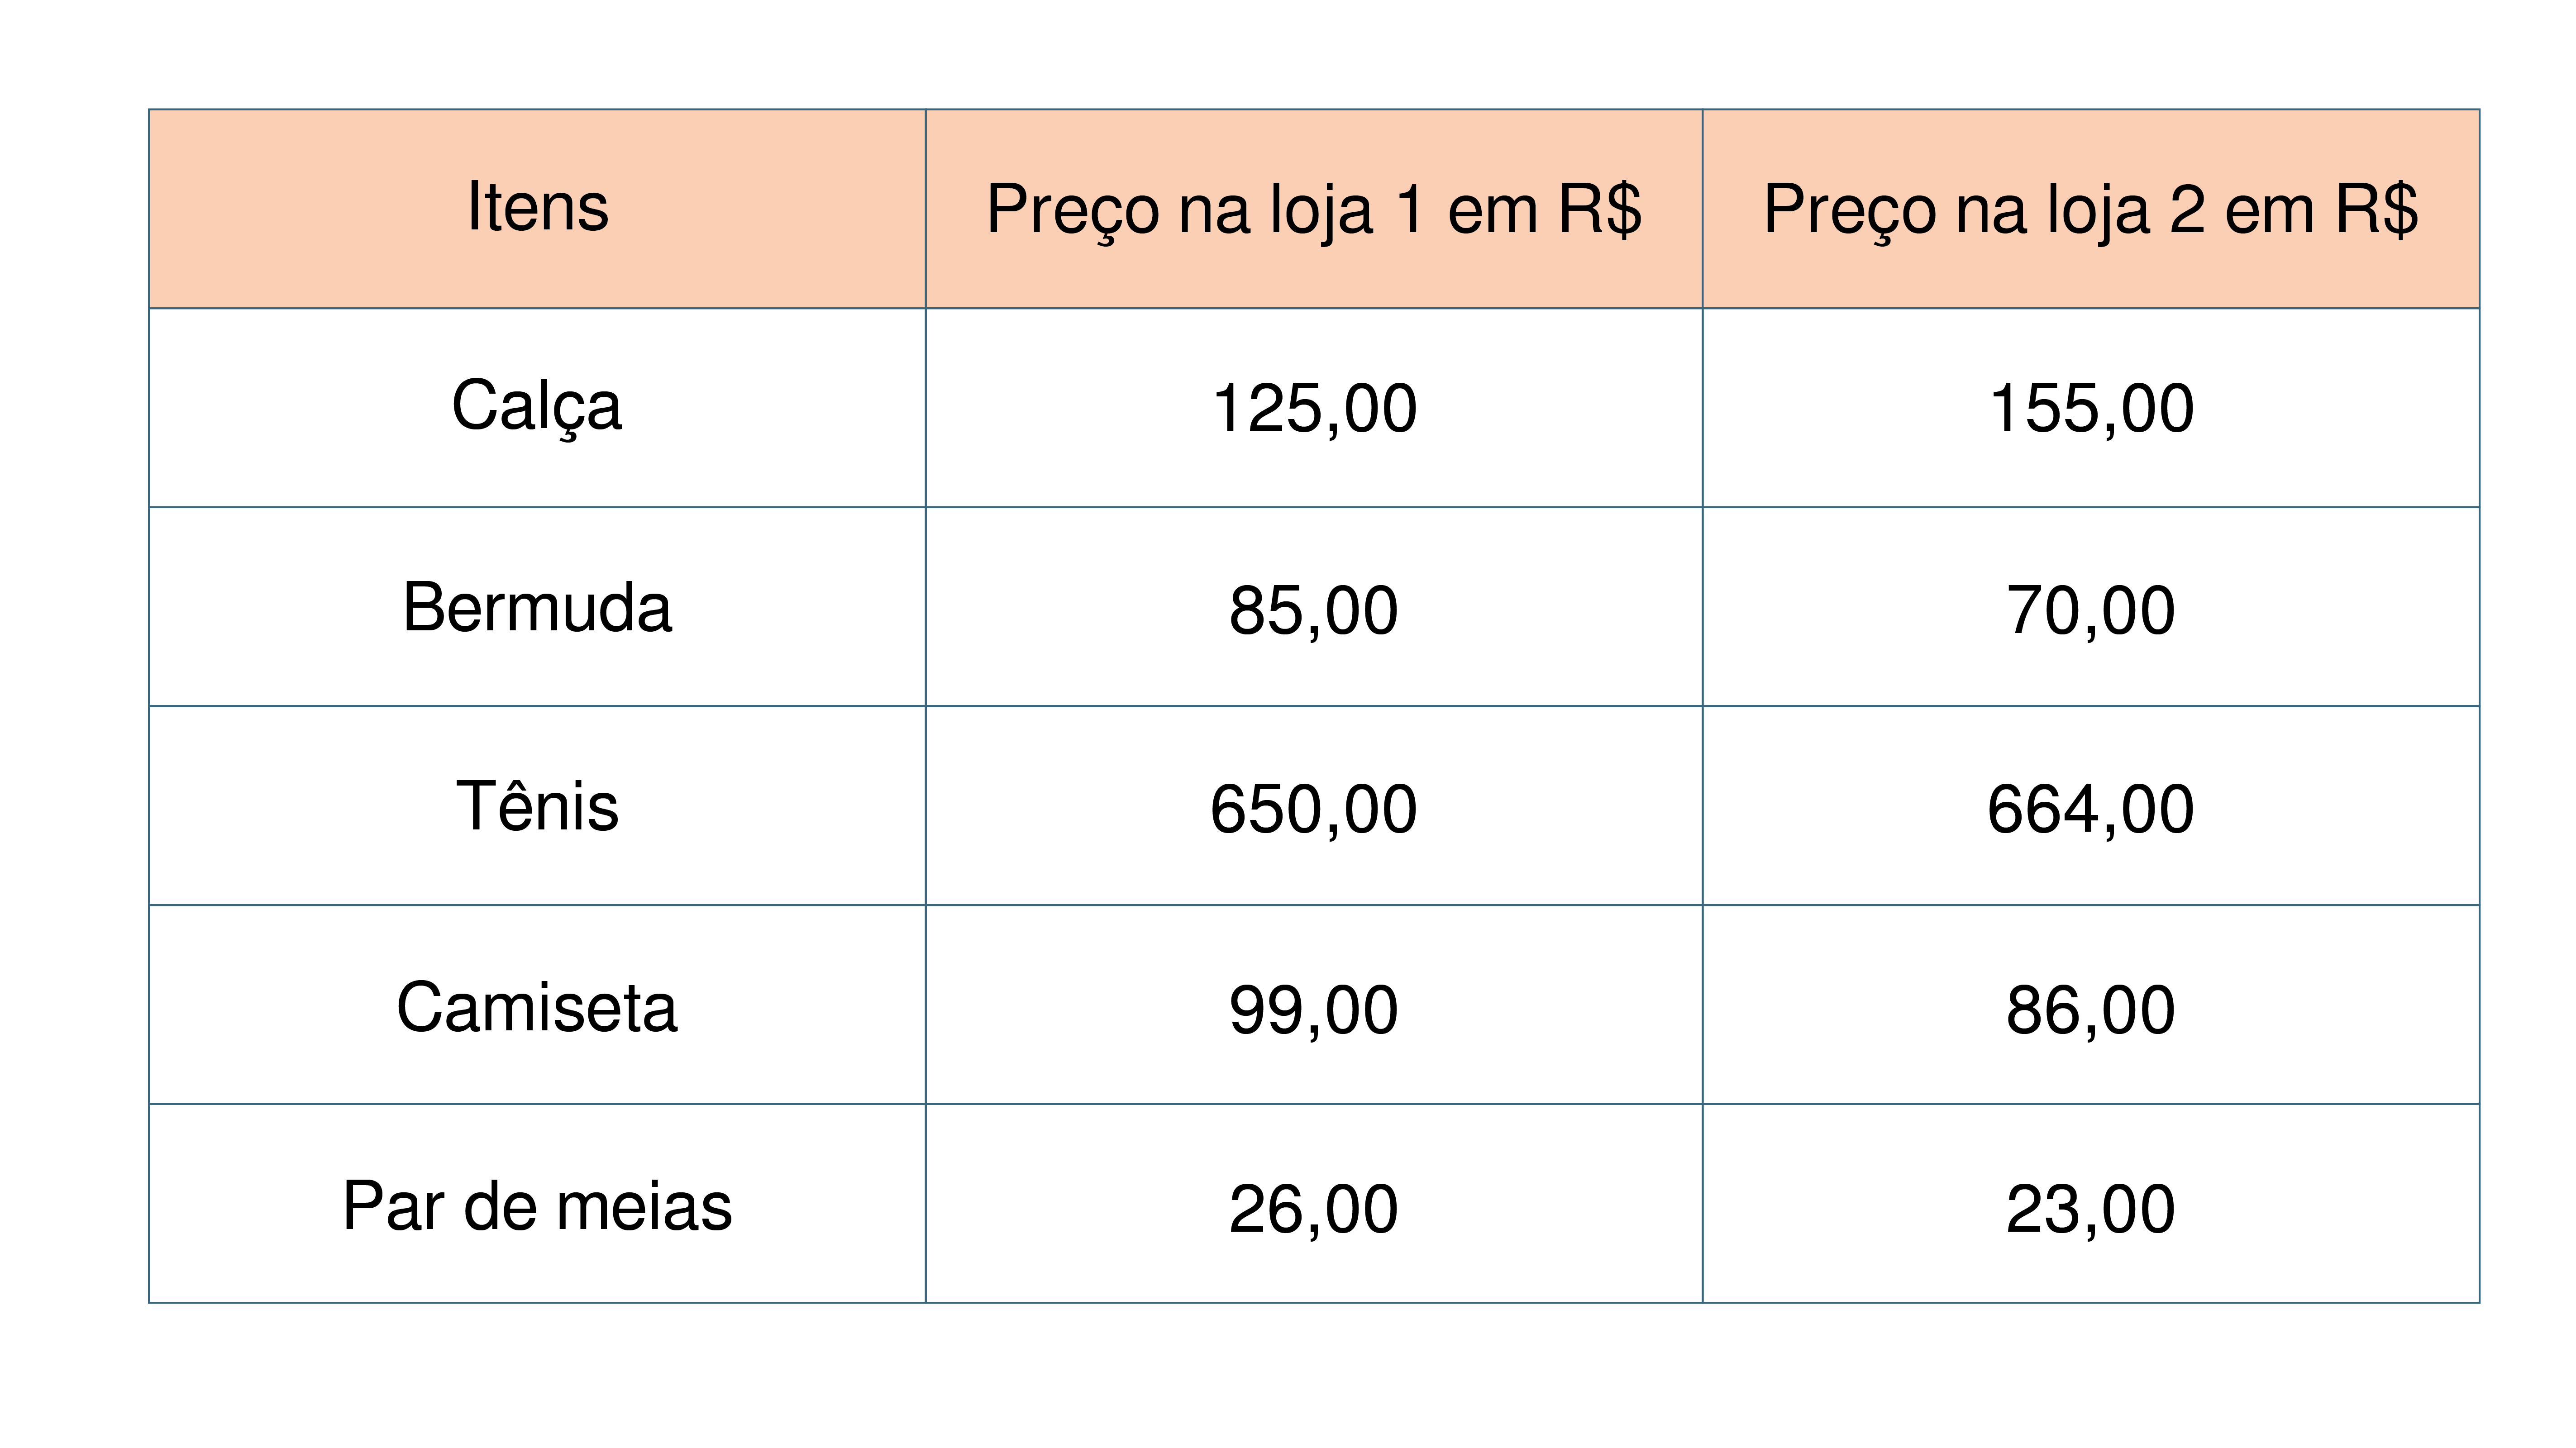 Itens Preço na loja 1 em R$ Preço na loja 2 em R$
Calça 125,00 155,00
Bermuda 85,00 70,00
Tênis 650,00 664,00
Camiseta 99,00 86,00
Par de meias 26,00 23,00